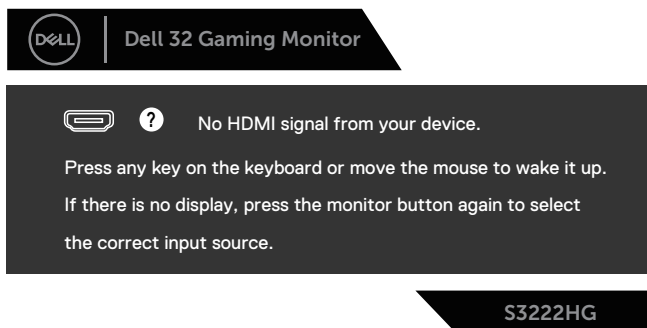 DELL
Dell 32 Gaming Monitor
? No HDMI signal from your device.
Press any key on the keyboard or move the mouse to wake it up.
If there is no display, press the monitor button again to select
the correct input source.
S3222HG